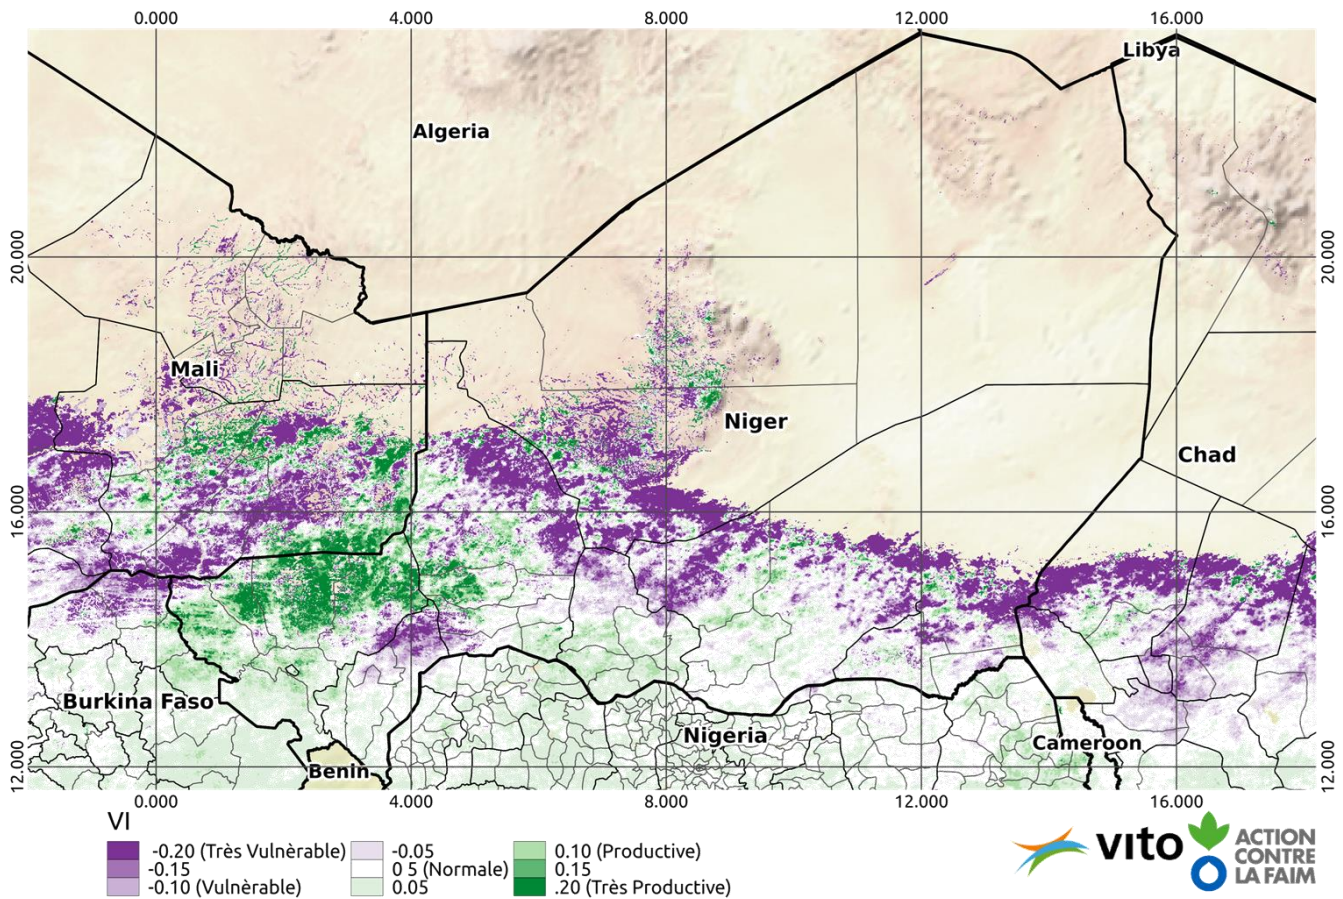 0.000 4.000 8.000 12.000 16.000
Libya
Algeria
20.000 20.000
Mali
Niger
Chad
16.000 16.000
Burkina Faso
Nigeria
Cameroon
12.000 12.000
Benin
0.000 4.000 8.000 12.000 16.000
VI
-0.20 (Très Vulnèrable)
-0.15
-0.10 (Vulnèrable)
-0.05
0 5 (Normale)
0.05
0.10 (Productive)
0.15
.20 (Très Productive)
vito
ACTION
CONTRE
LA FAIM